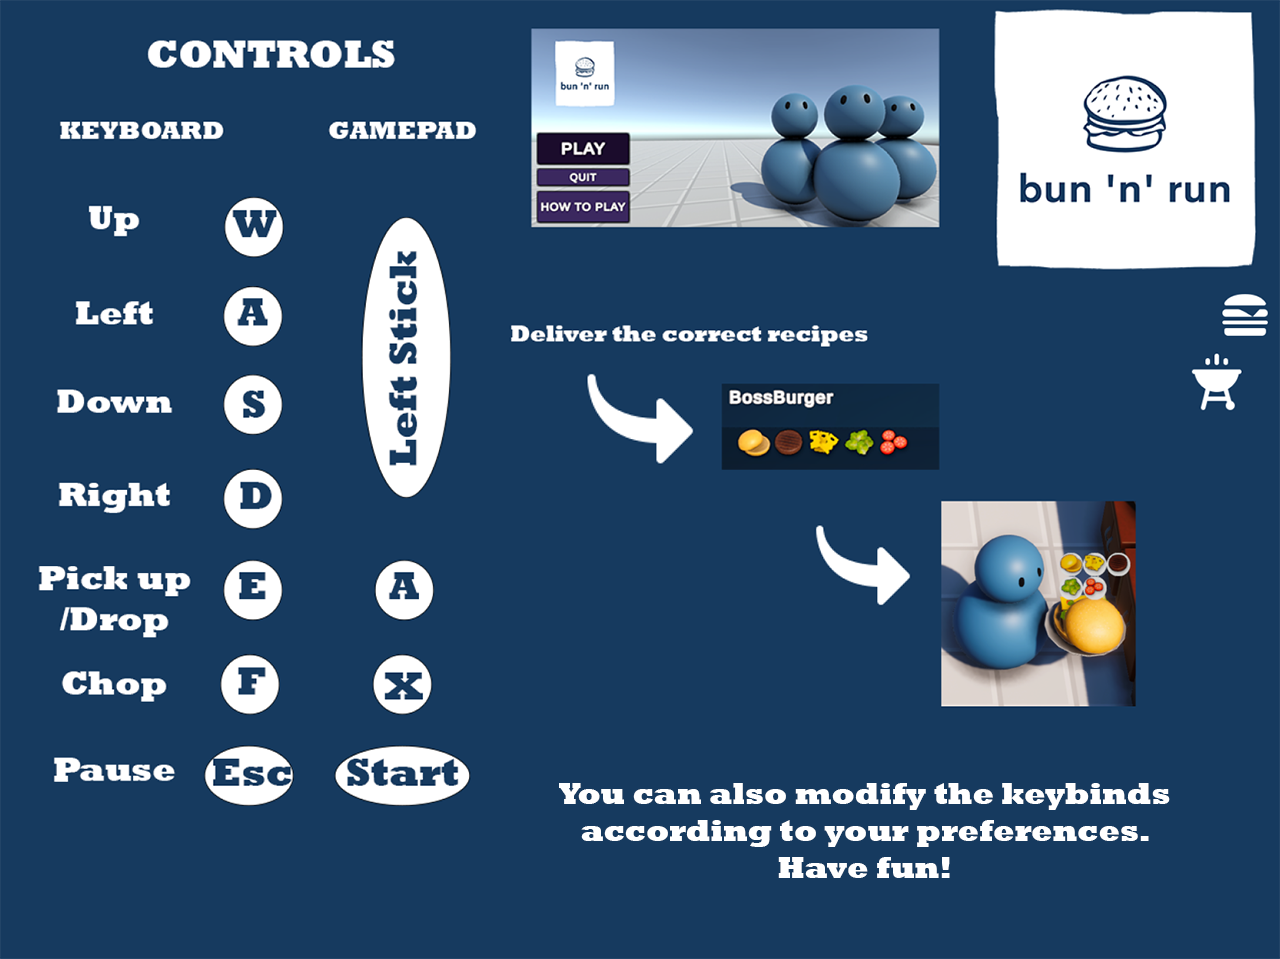 CONTROLS
KEYBOARD
GAMEPAD
Up
W
Left
A
Down
S
Right
D
Left Stick
Pick up
/Drop
E
A
Chop
F
X
Pause
Esc
Start
bun 'n' run
PLAY
QUIT
HOW TO PLAY
bun 'n' run
Deliver the correct recipes
BossBurger
You can also modify the keybinds
according to your preferences.
Have fun!